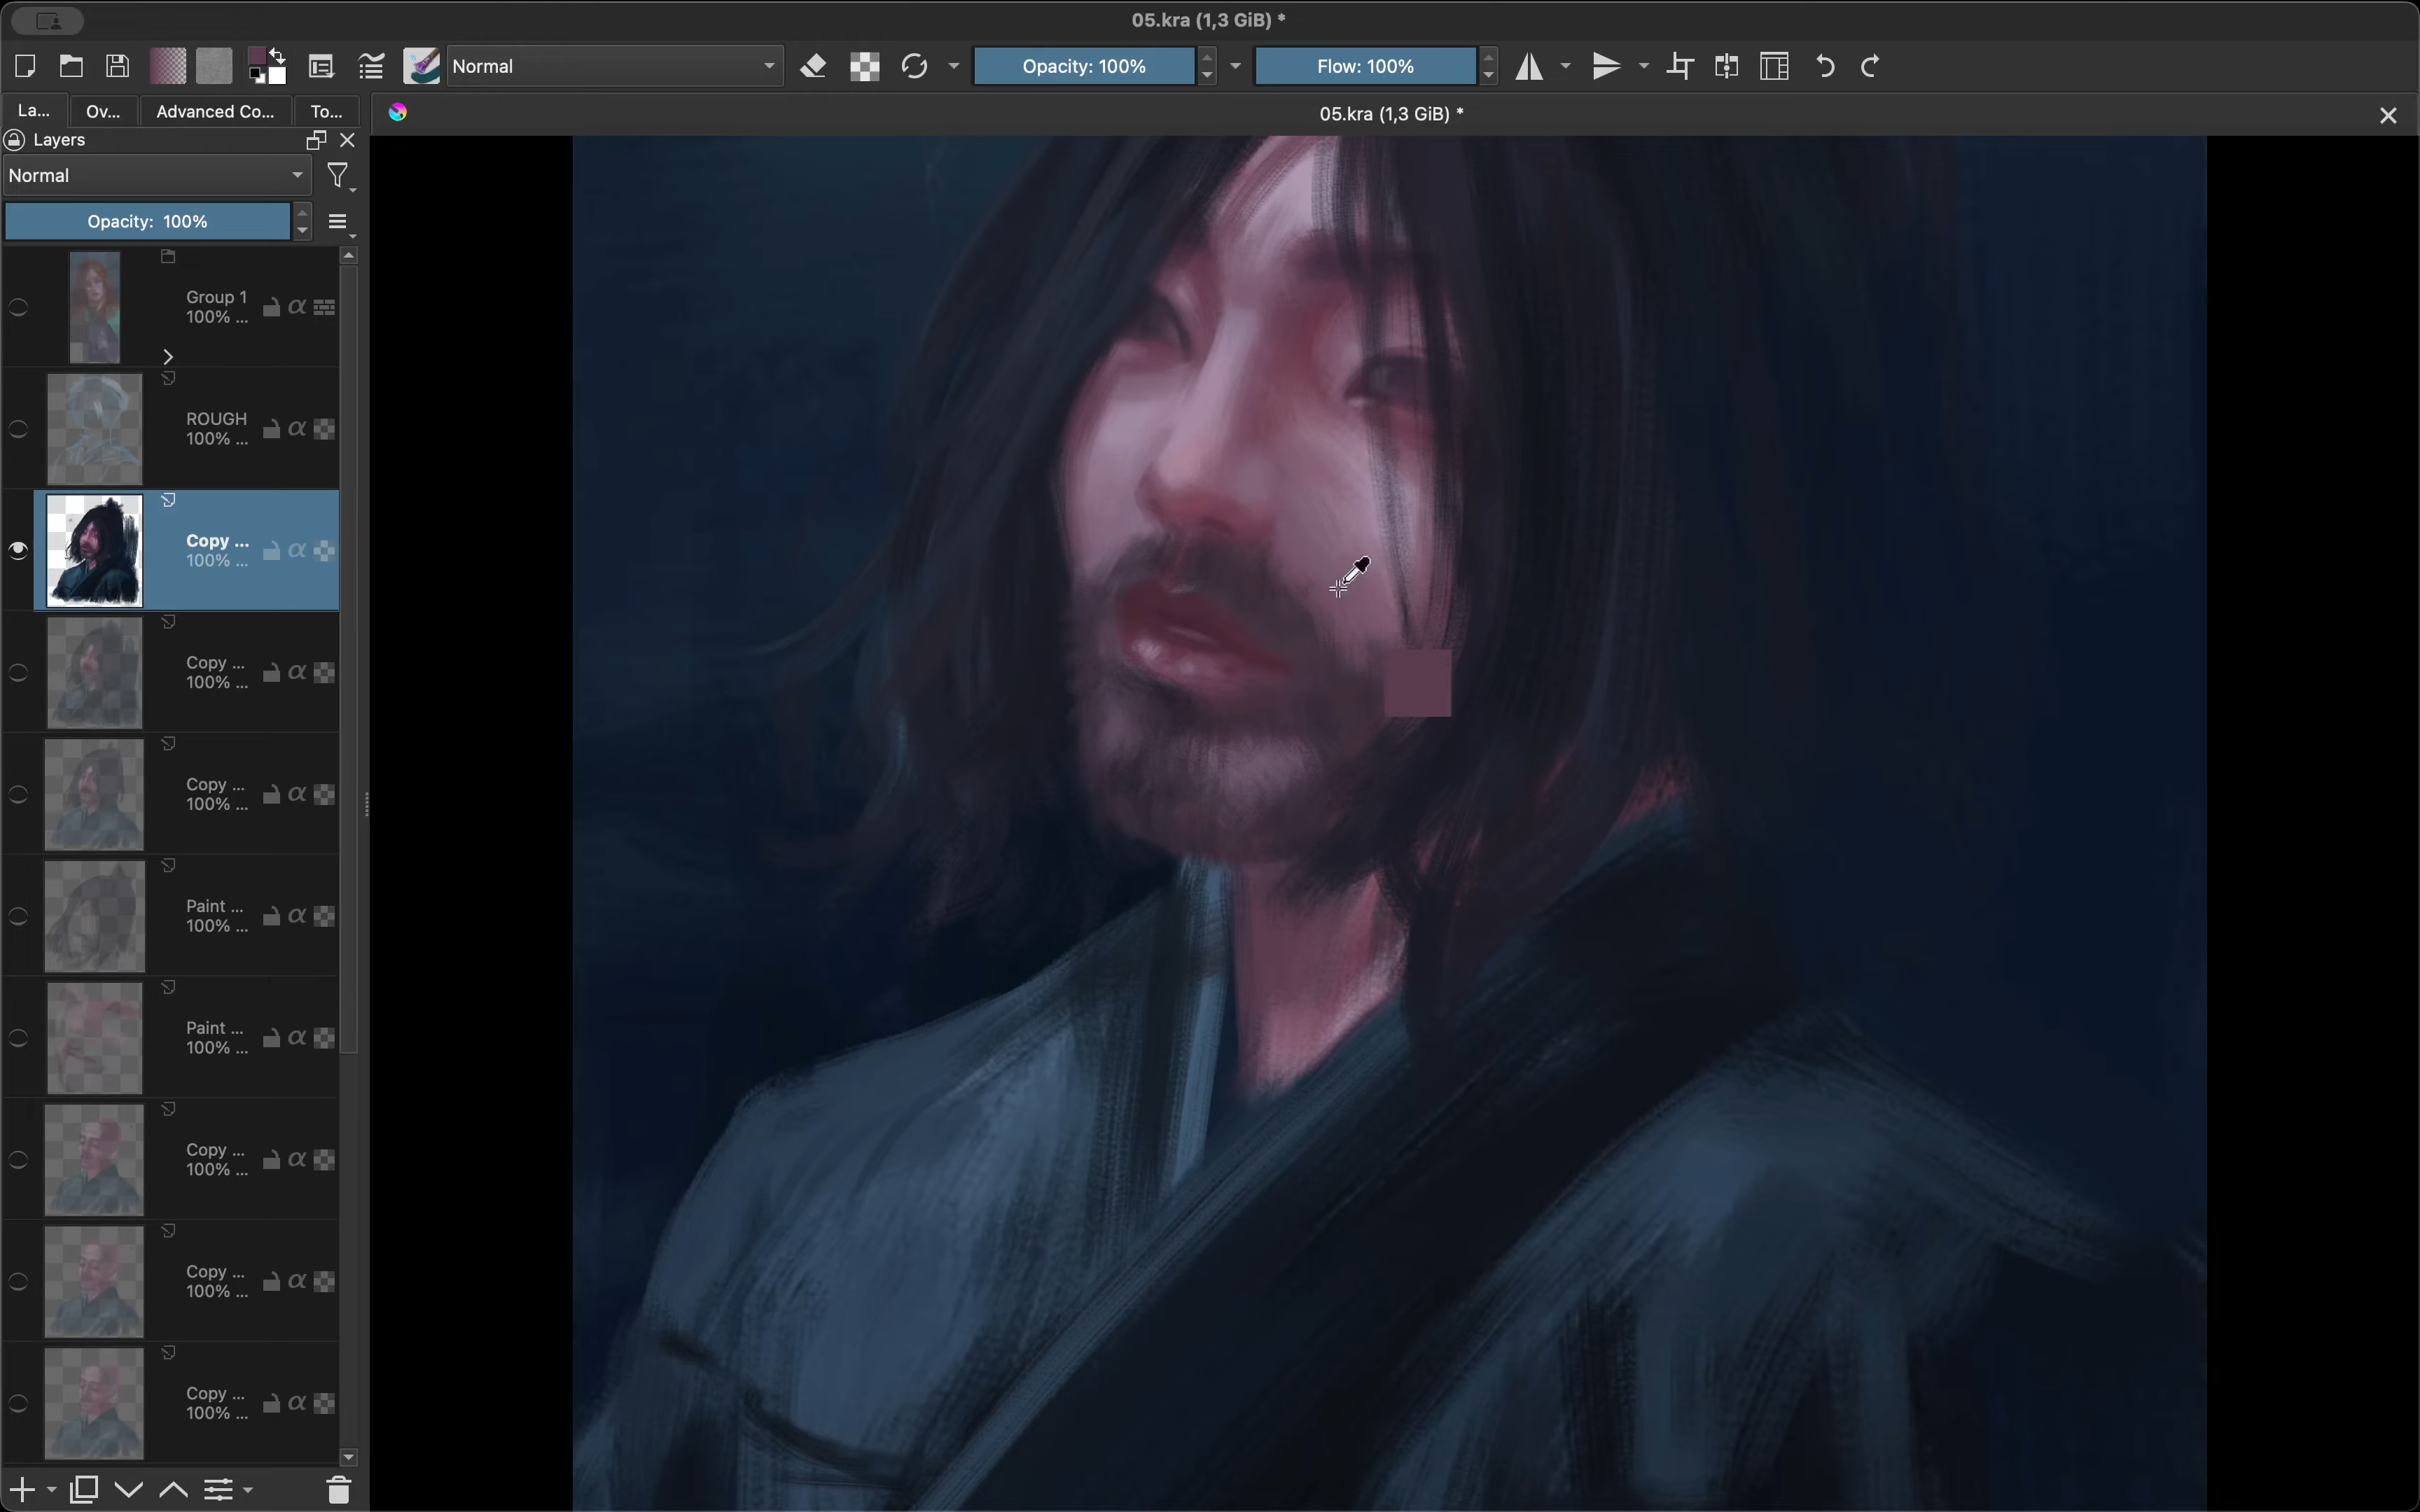 05.kra (1,3 GiB) *
Normal
Opacity: 100%
Flow: 100%
La...
Ov...
Advanced Co...
To...
05.kra (1,3 GiB) *
Layers
Normal
Opacity: 100%
Group 1
100% ...
ROUGH
100% ...
Copy ...
100% ...
Copy ...
100% ...
Copy ...
100% ...
Paint ...
100% ...
Paint ...
100% ...
Copy ...
100% ...
Copy ...
100% ...
Copy ...
100% ...